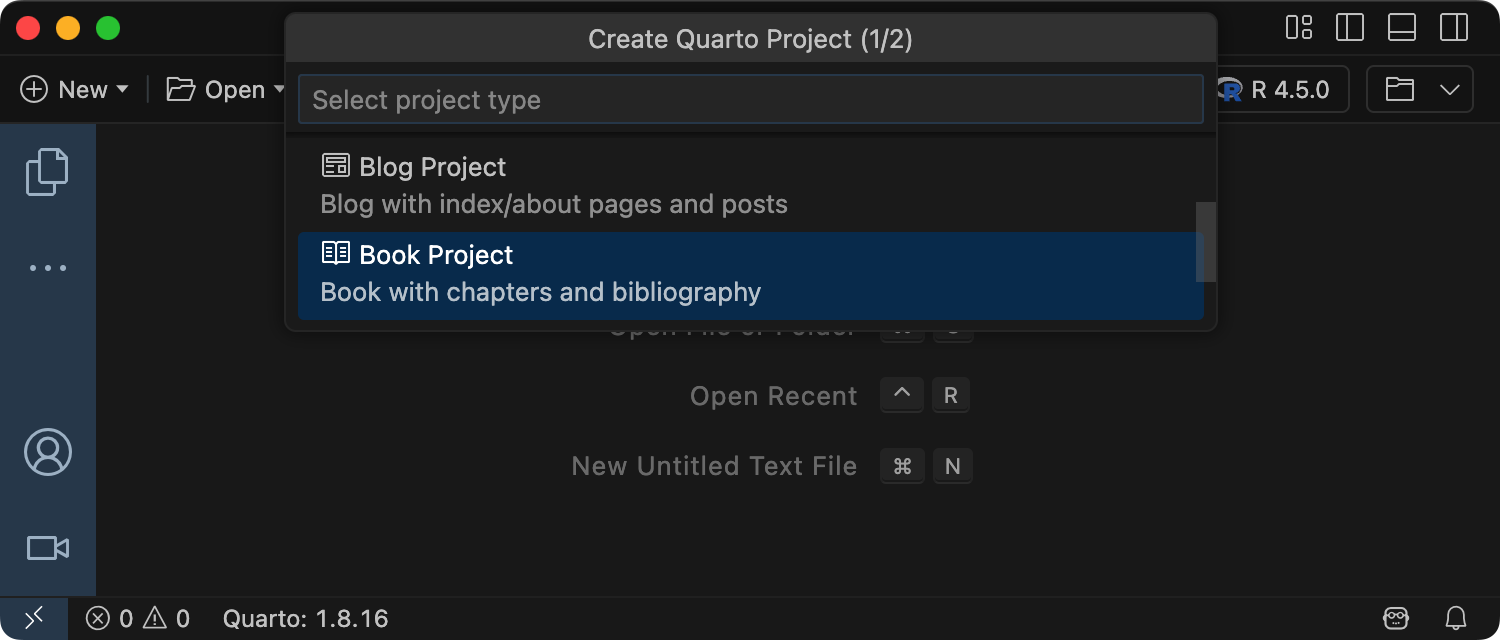 Create Quarto Project (1/2)
New
Open
R 4.5.0
Select project type
Blog Project
Blog with index/about pages and posts
Book Project
Book with chapters and bibliography
Open Recent ^ R
New Untitled Text File ⌘ N
0 0 Quarto: 1.8.16